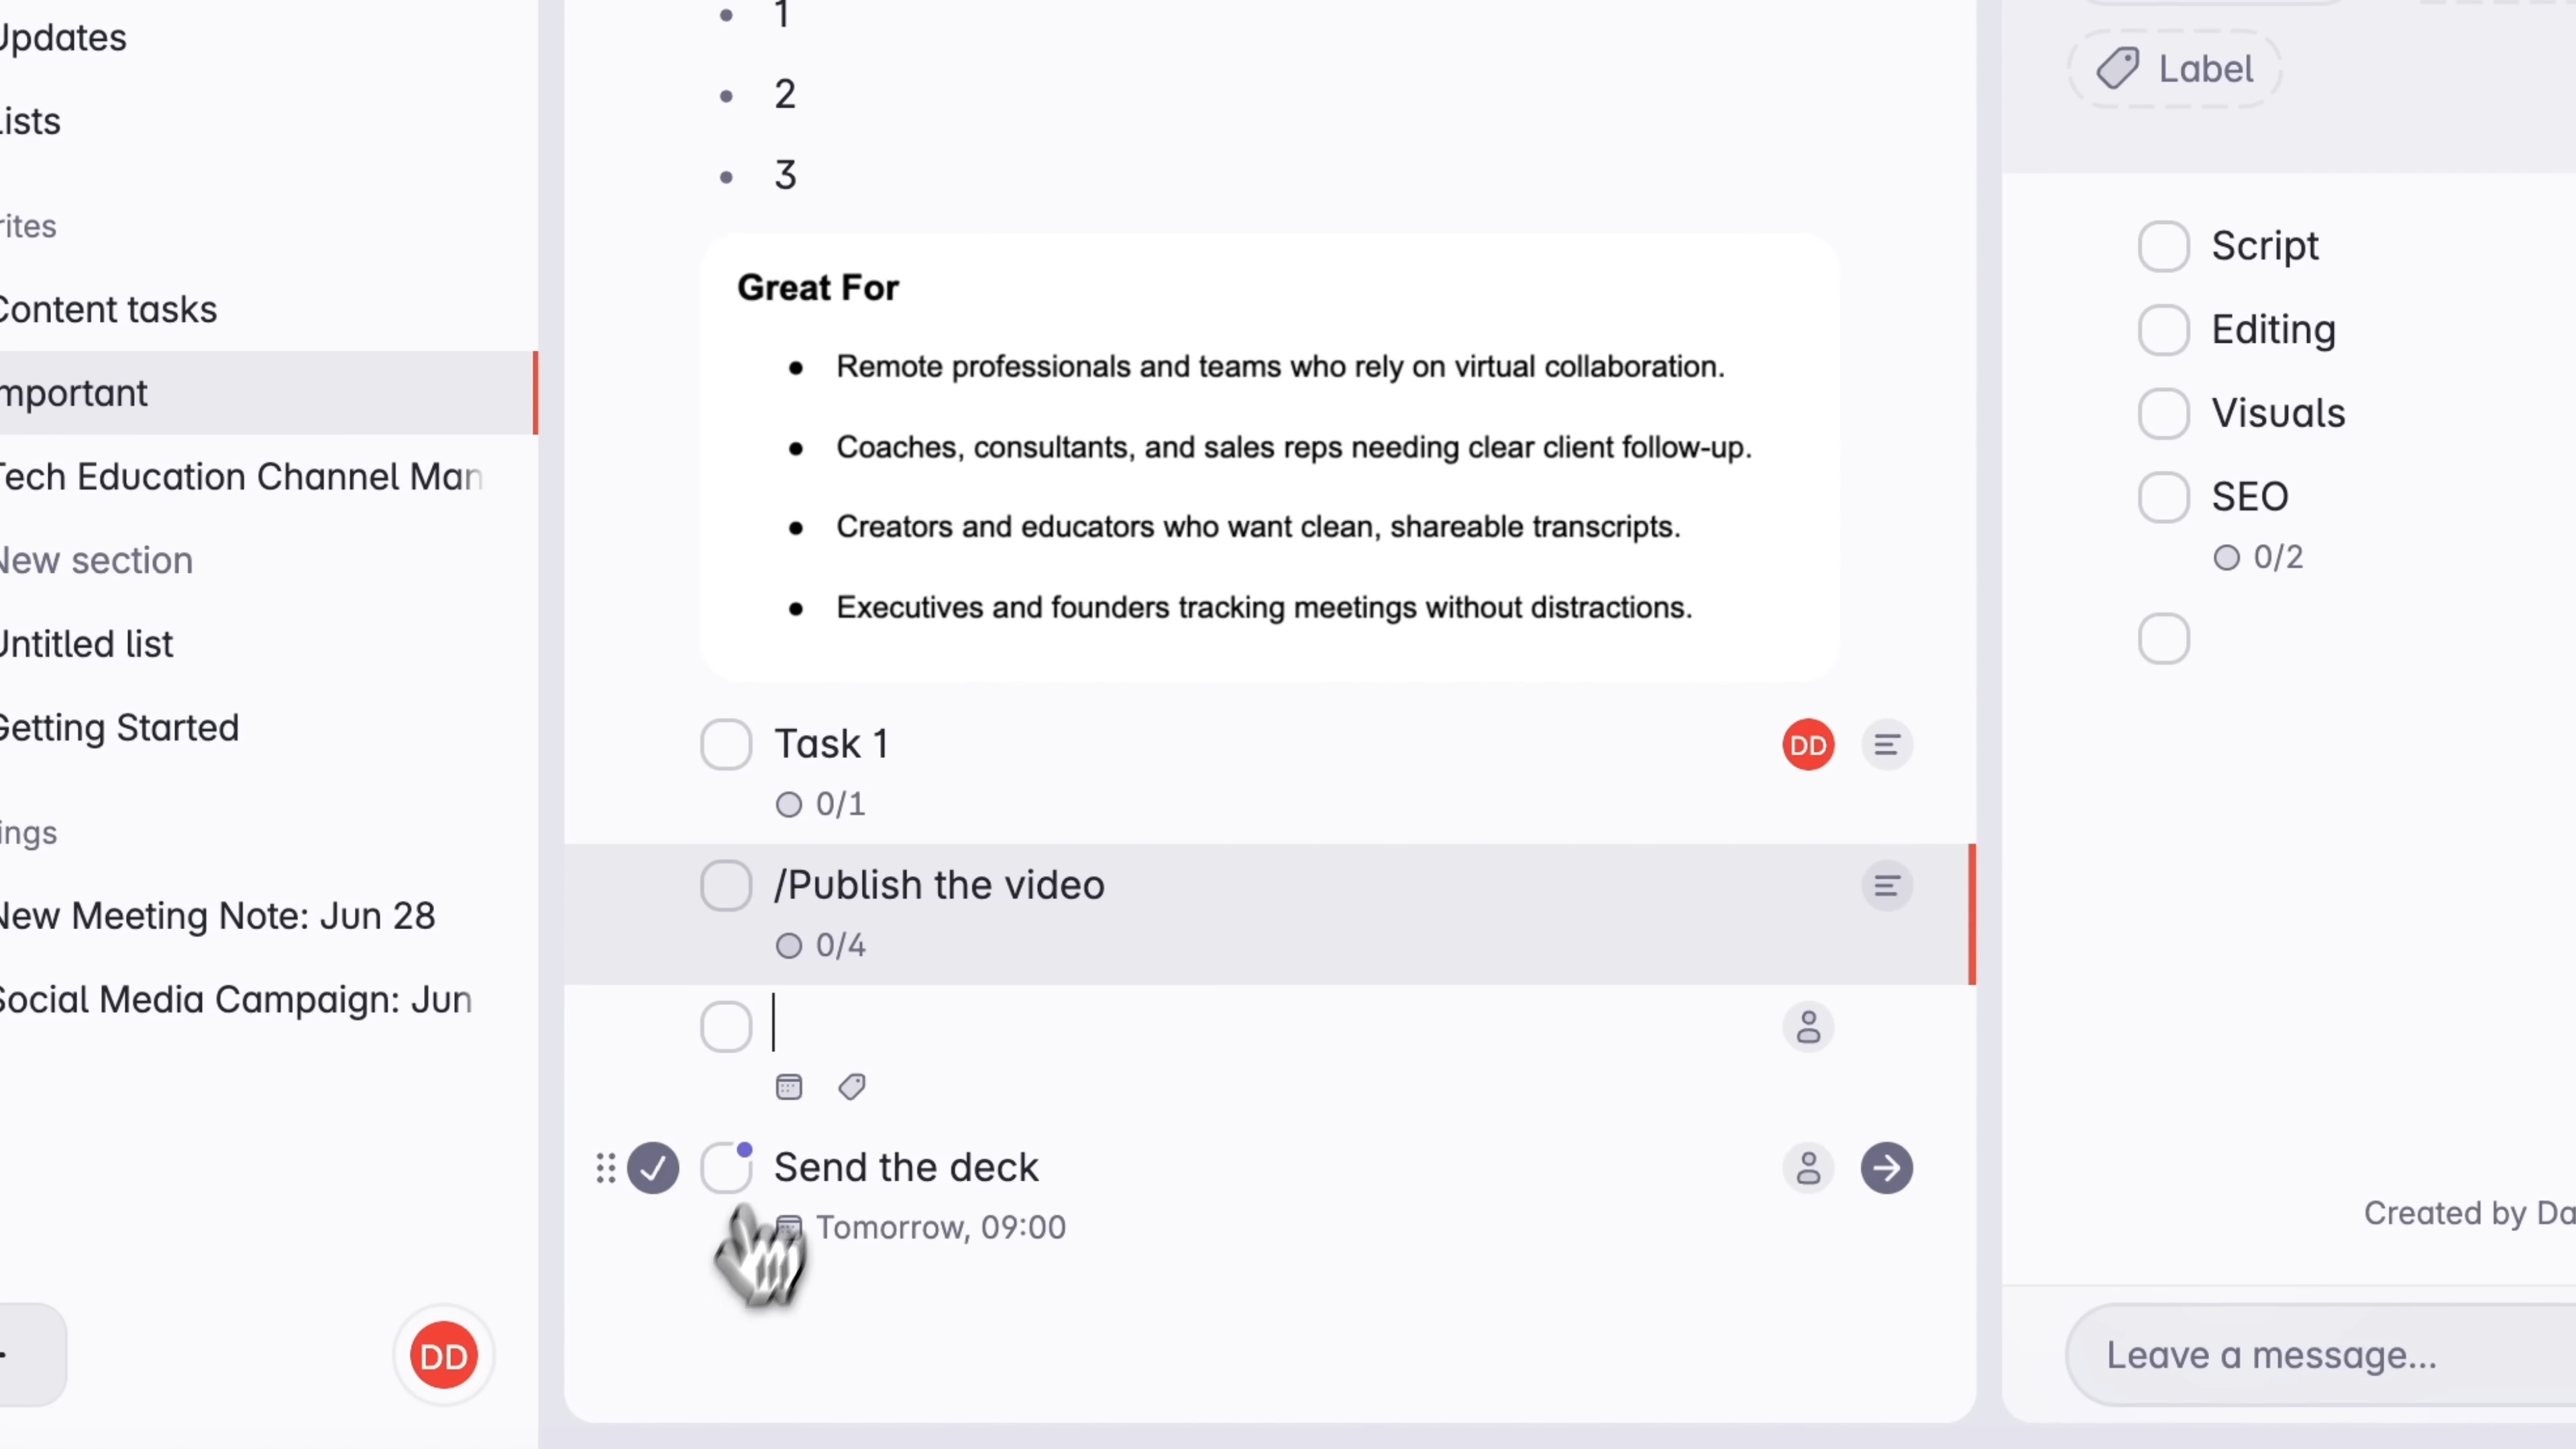 Updates
Lists
rites
Content tasks
mportant
Tech Education Channel Man
New section
Untitled list
Getting Started
ings
New Meeting Note: Jun 28
Social Media Campaign: Jun
DD
1
2
3
Great For
Remote professionals and teams who rely on virtual collaboration.
Coaches, consultants, and sales reps needing clear client follow-up.
Creators and educators who want clean, shareable transcripts.
Executives and founders tracking meetings without distractions.
Task 1
DD
0/1
/Publish the video
0/4
Send the deck
Tomorrow, 09:00
Label
Script
Editing
Visuals
SEO
0/2
Created by Da
Leave a message...